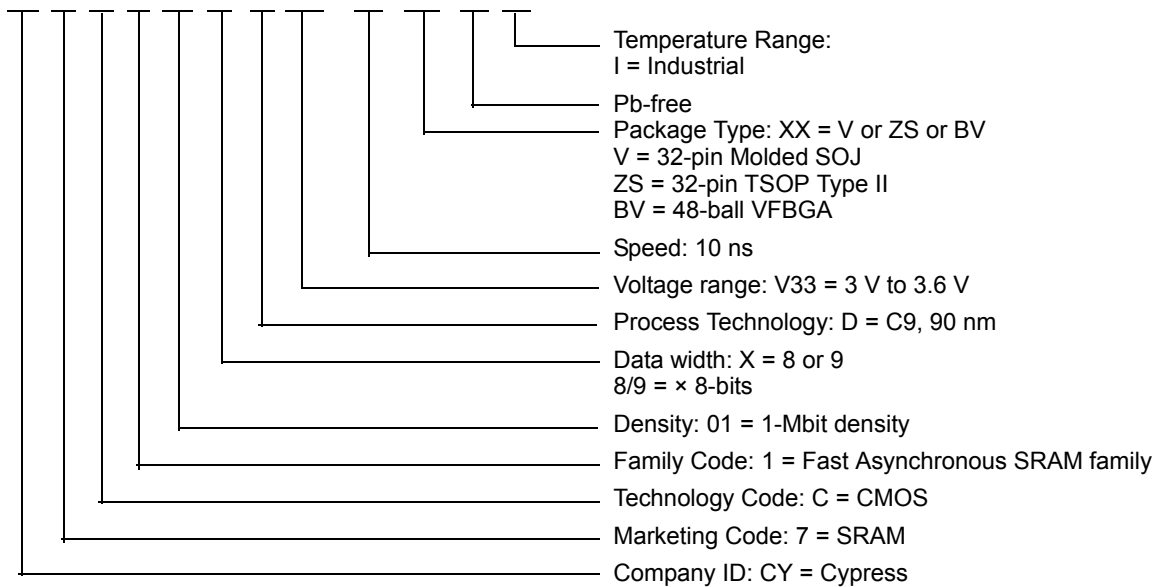 Temperature Range:
I = Industrial
Pb-free
Package Type: XX = V or ZS or BV
V = 32-pin Molded SOJ
ZS = 32-pin TSOP Type II
BV = 48-ball VFBGA
Speed: 10 ns
Voltage range: V33 = 3 V to 3.6 V
Process Technology: D = C9, 90 nm
Data width: X = 8 or 9
8/9 = × 8-bits
Density: 01 = 1-Mbit density
Family Code: 1 = Fast Asynchronous SRAM family
Technology Code: C = CMOS
Marketing Code: 7 = SRAM
Company ID: CY = Cypress